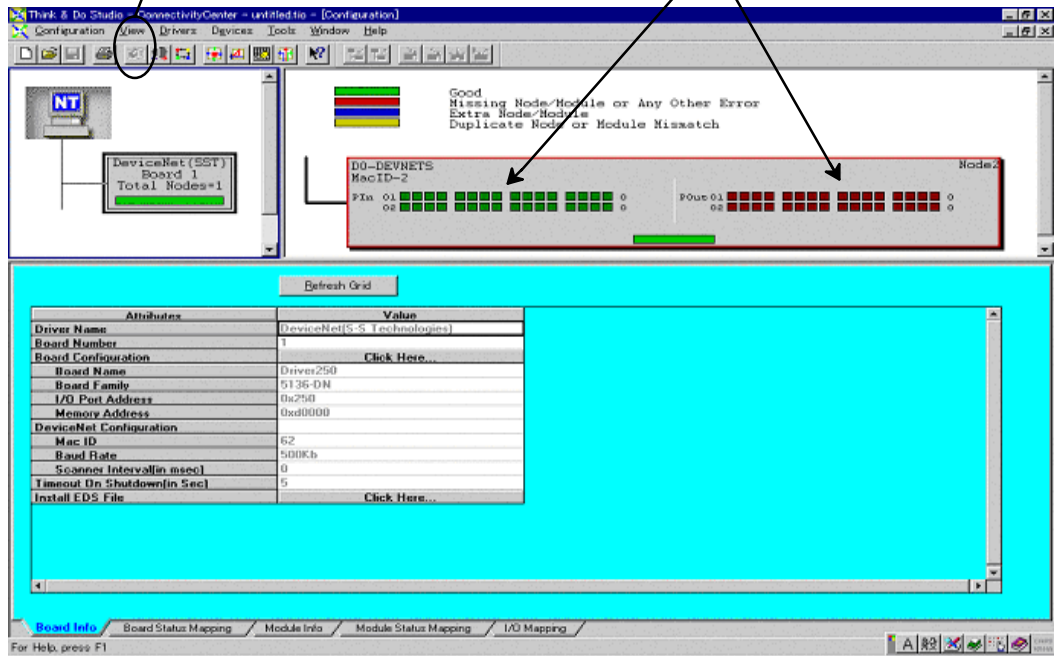 Think & Do Studio - ConnectivityCenter - untitled.tio - [Configuration]
Configuration View Drivers Devices Tools Window Help
NT
DeviceNet(SST)
Board 1
Total Nodes=1
Good
Missing Node/Module or Any Other Error
Extra Node/Module
Duplicate Node or Module Mismatch
DO-DEVNETS
Node2
MacID-2
PIn 01 0
02 0
POut 01 0
02 0
Refresh Grid
Attributes Value
Driver Name DeviceNet(S-S Technologies)
Board Number 1
Board Configuration Click Here...
Board Name Driver250
Board Family 5136-DN
I/O Port Address 0x250
Memory Address 0xd0000
DeviceNet Configuration
Mac ID 62
Baud Rate 500Kb
Scanner Interval(in msec) 0
Timeout On Shutdown(in Sec) 5
Install EDS File Click Here...
Board Info Board Status Mapping Module Info Module Status Mapping I/O Mapping
For Help, press F1
A 般